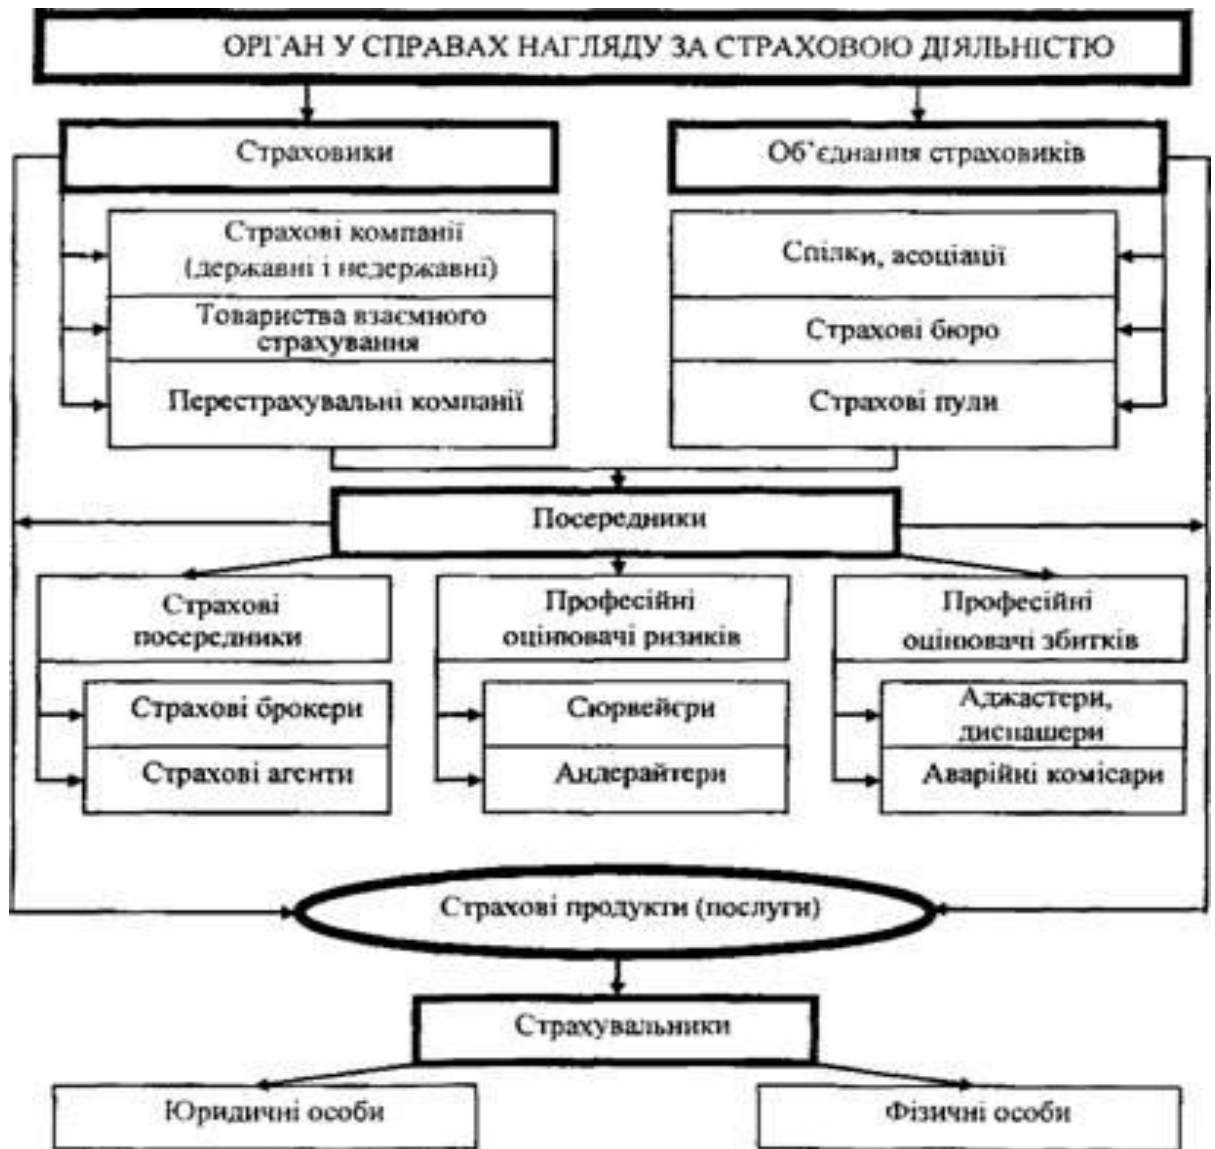 ОРГАН У СПРАВАХ НАГЛЯДУ ЗА СТРАХОВОЮ ДІЯЛЬНІСТЮ
Страховики
Об'єднання страховиків
Страхові компанії
(державні і недержавні)
Товариства взаємного
страхування
Перестрахувальні компанії
Спілки, асоціації
Страхові бюро
Страхові пули
Посередники
Страхові
посередники
Професійні
оцінювачі ризиків
Професійні
оцінювачі збитків
Страхові брокери
Страхові агенти
Сюрвейєри
Андерайтери
Аджастери,
диспашери
Аварійні комісари
Страхові продукти (послуги)
Страхувальники
Юридичні особи
Фізичні особи